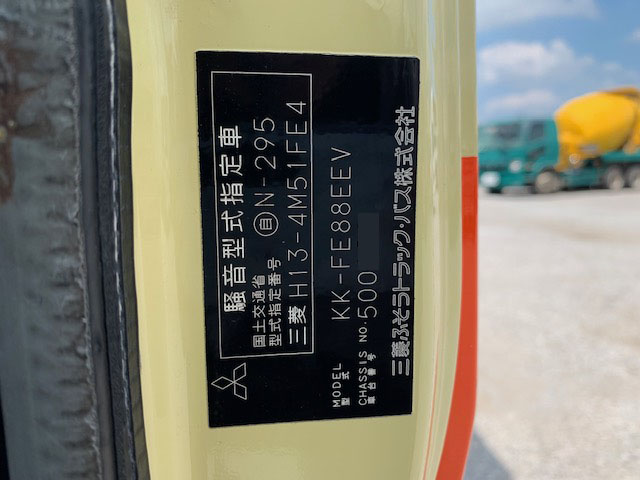 騒音型式指定車
国土交通省
型式指定番号 自N-295
三菱 H13-4M51FE4
MODEL
型式 KK-FE88EEV
CHASSIS NO.
車台番号 500
三菱ふそうトラック・バス株式会社